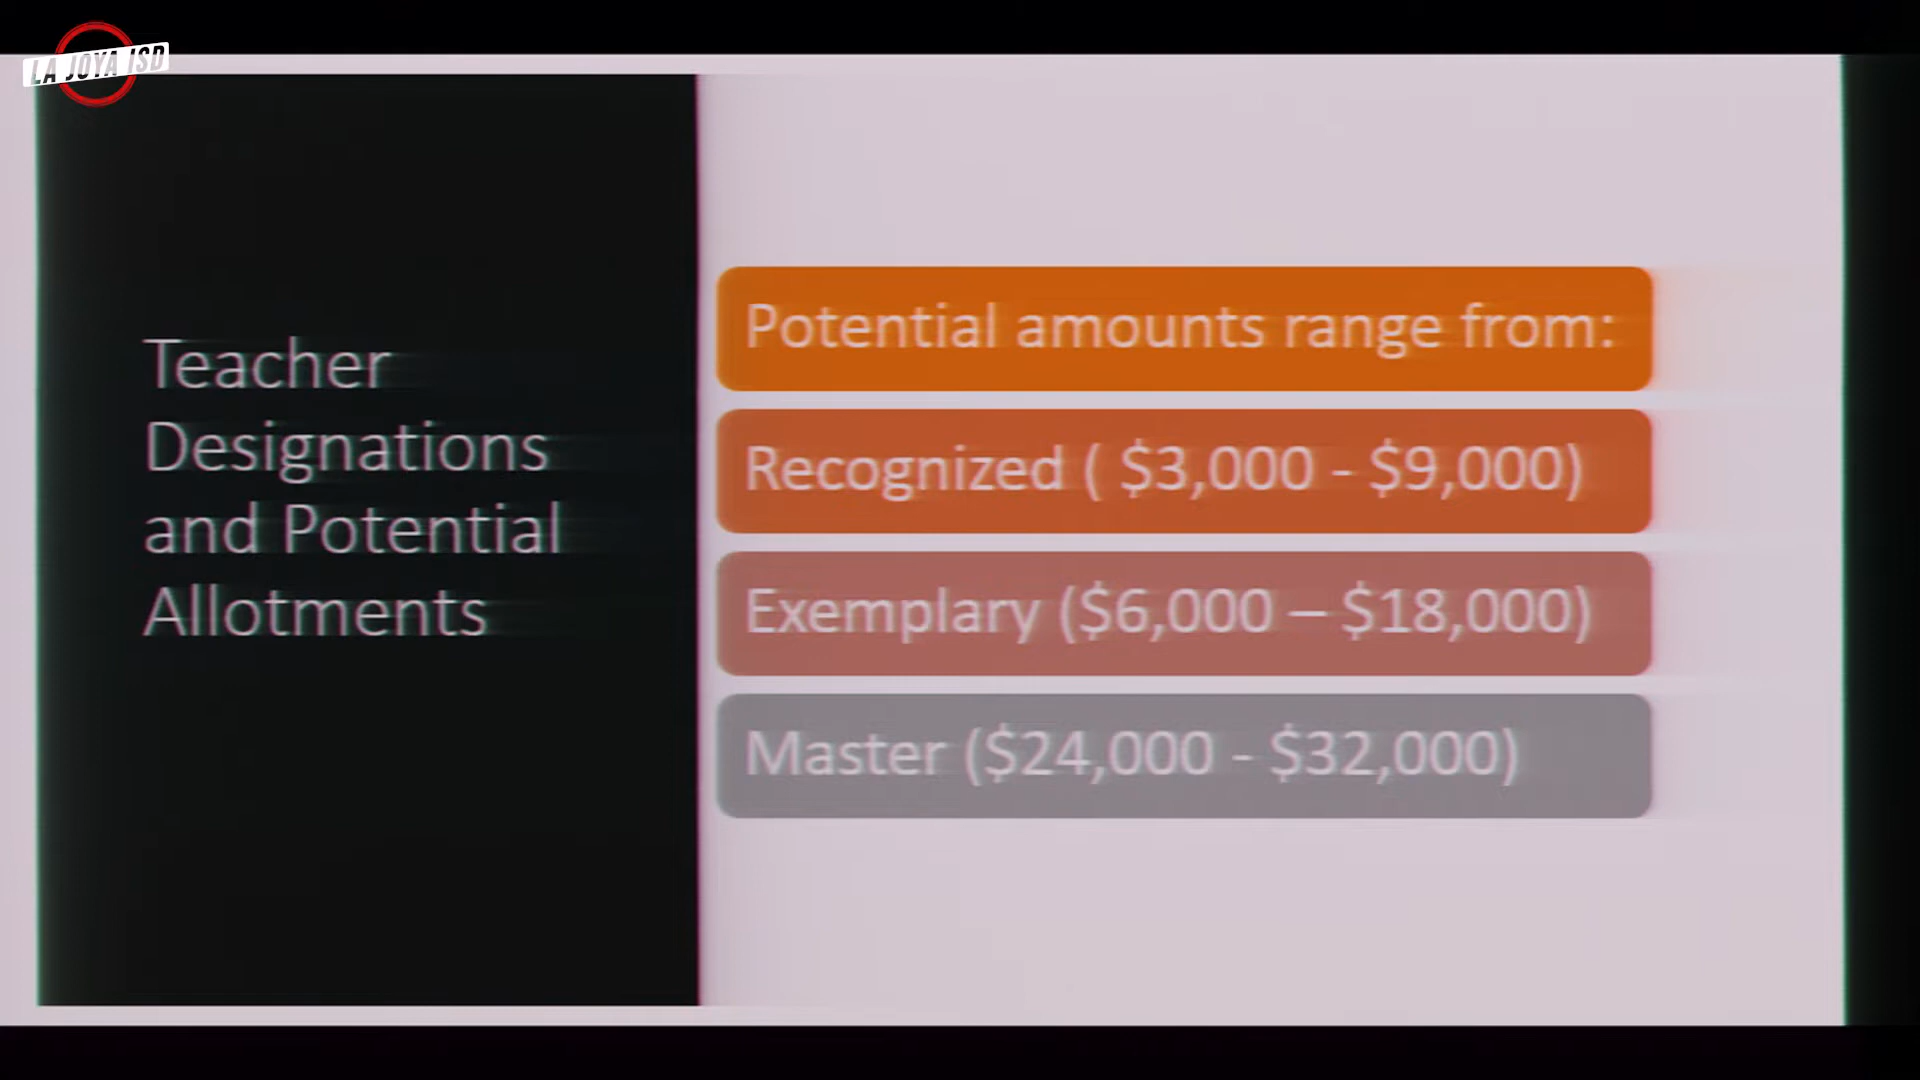 LA JOYA ISD
Teacher
Designations
and Potential
Allotments
Potential amounts range from:
Recognized ( $3,000 - $9,000)
Exemplary ($6,000 – $18,000)
Master ($24,000 - $32,000)